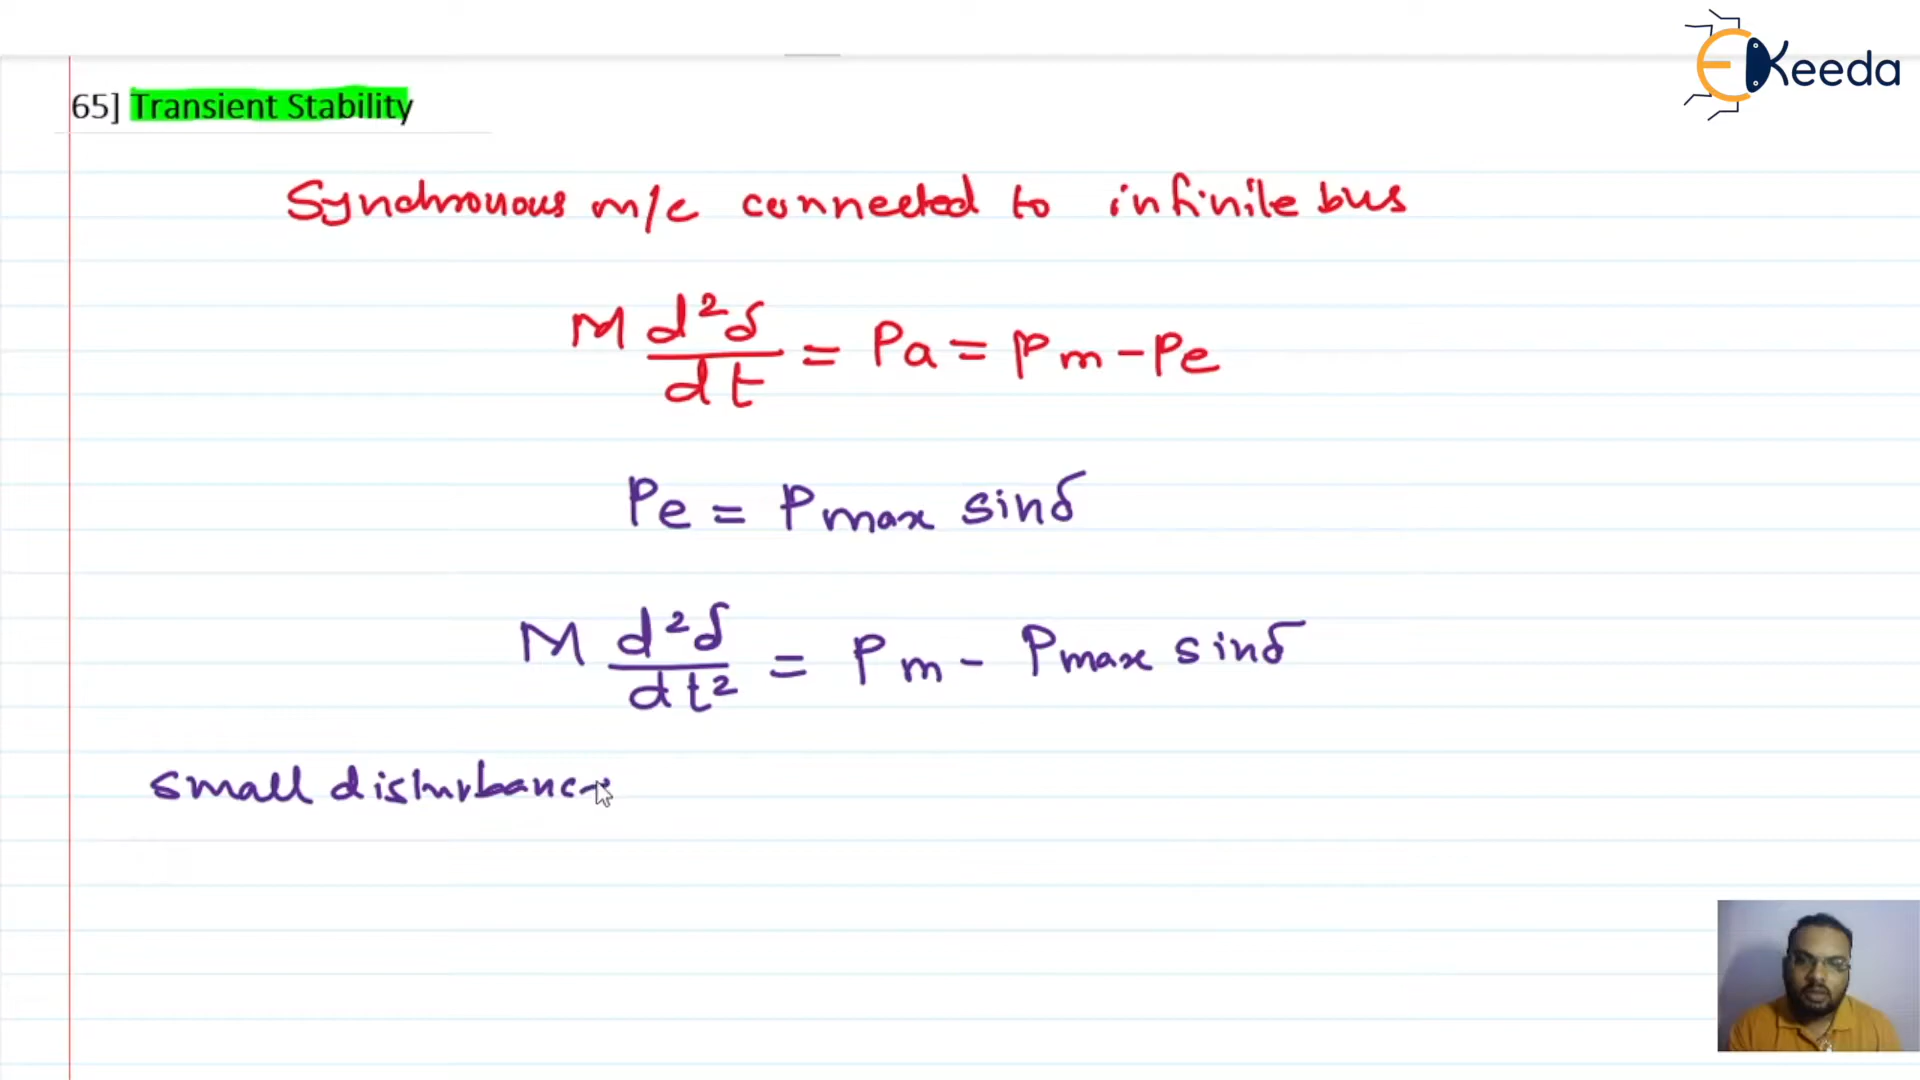 EKeeda
65] Transient Stability
Synchronous m/c connected to infinite bus
M d²δ/dt = Pa = Pm - Pe
Pe = Pmax sinδ
M d²δ/dt² = Pm - Pmax sinδ
small disturbance